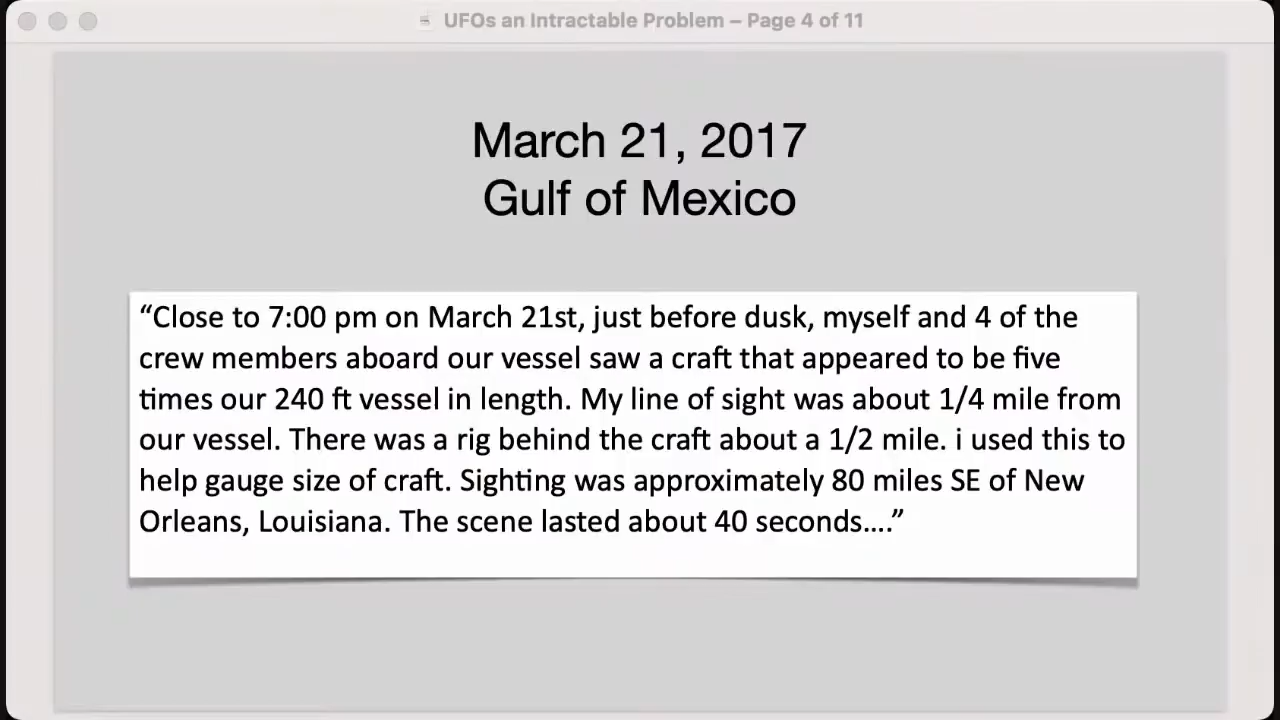 UFOs an Intractable Problem – Page 4 of 11
March 21, 2017
Gulf of Mexico
“Close to 7:00 pm on March 21st, just before dusk, myself and 4 of the
crew members aboard our vessel saw a craft that appeared to be five
times our 240 ft vessel in length. My line of sight was about 1/4 mile from
our vessel. There was a rig behind the craft about a 1/2 mile. i used this to
help gauge size of craft. Sighting was approximately 80 miles SE of New
Orleans, Louisiana. The scene lasted about 40 seconds....”